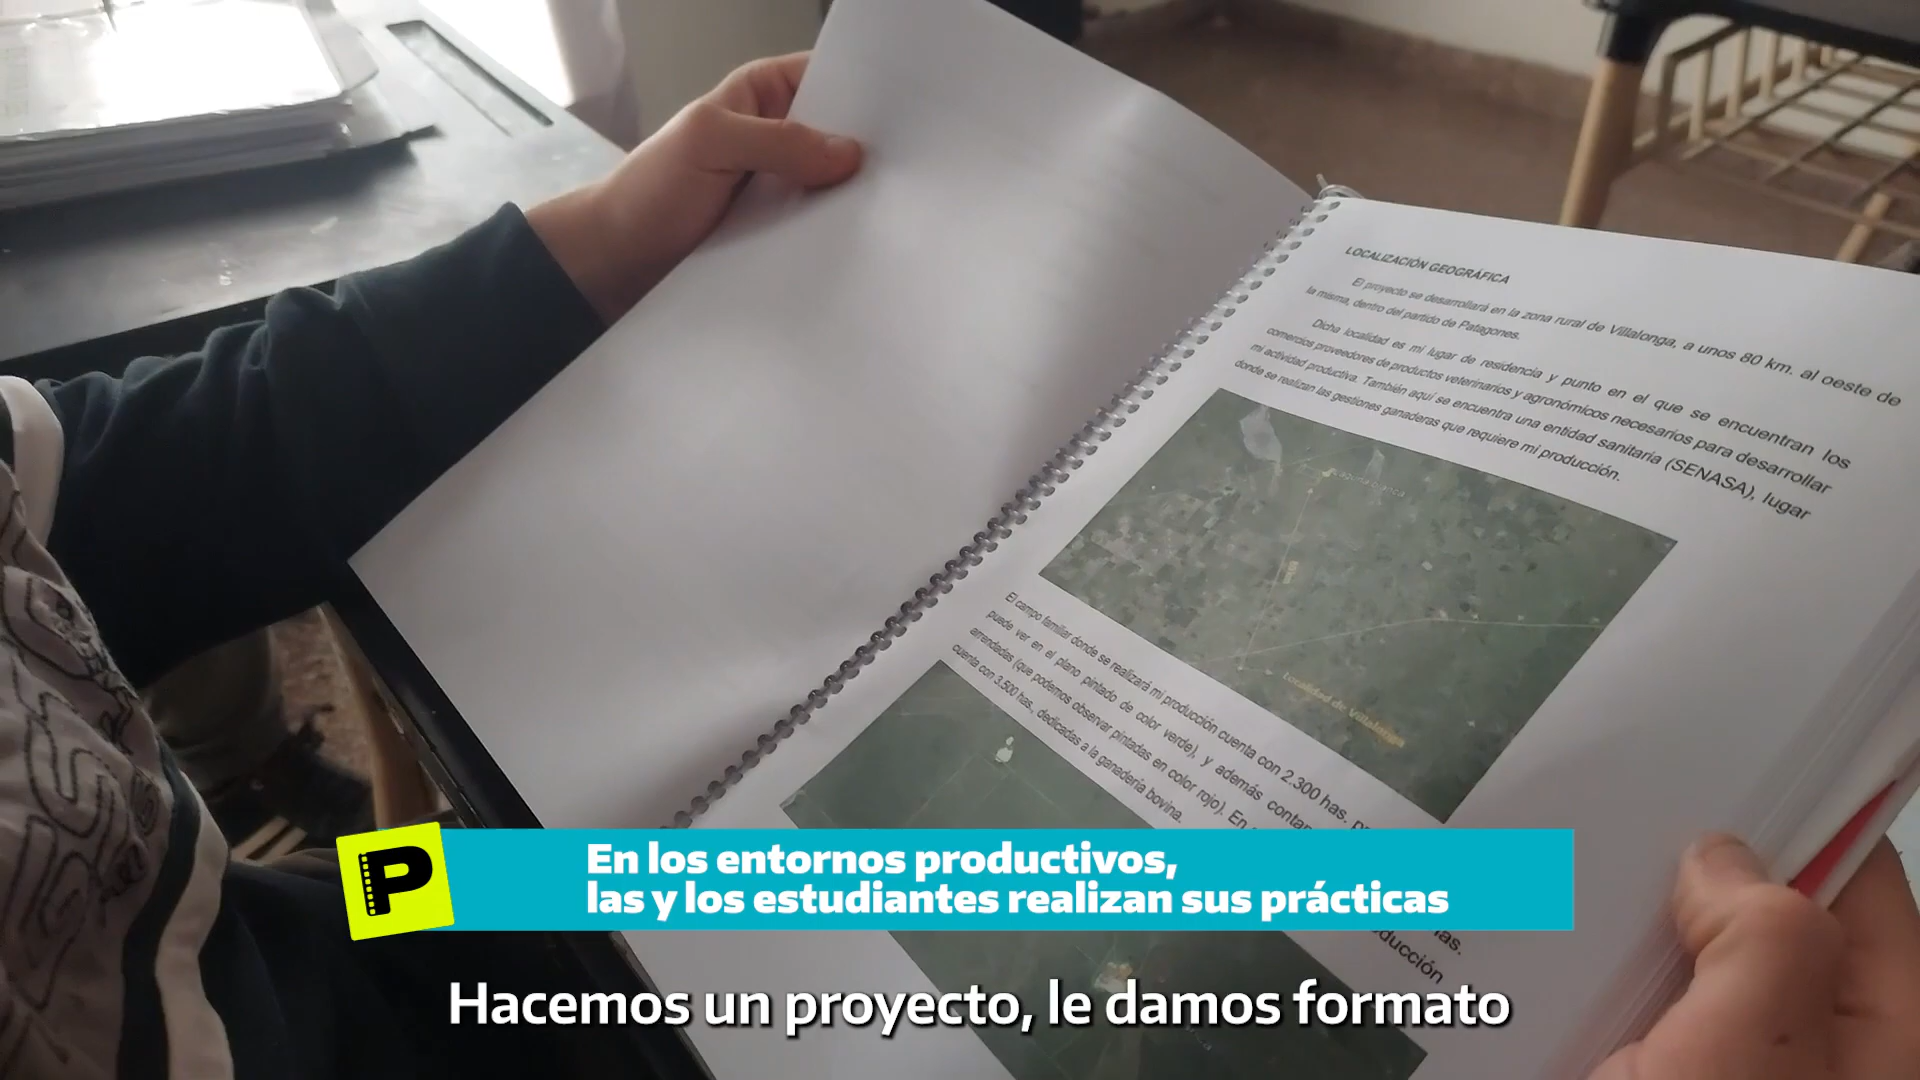 LOCALIZACIÓN GEOGRÁFICA
El proyecto se desarrollará en la zona rural de Villalonga, a unos 80 km. al oeste de
la misma, dentro del partido de Patagones.
Dicha localidad es mi lugar de residencia y punto en el que se encuentran los
comercios proveedores de productos veterinarios y agronómicos necesarios para desarrollar
mi actividad productiva. También aquí se encuentra una entidad sanitaria (SENASA), lugar
donde se realizan las gestiones ganaderas que requiere mi producción.
Localidad de Villalonga
El campo familiar donde se realizará mi producción cuenta con 2.300 has.
puede ver en el plano pintado de color verde), y además
arrendadas (que podemos observar pintadas en color rojo). En
cuenta con 3.500 has., dedicadas a la ganadería bovina.
P
En los entornos productivos,
las y los estudiantes realizan sus prácticas
has.
Hacemos un proyecto, le damos formato